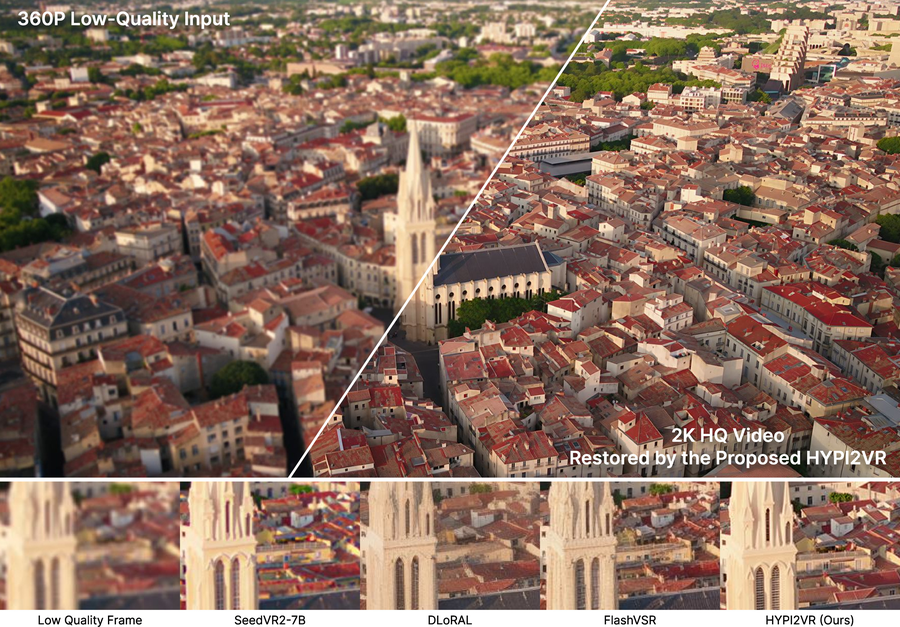 360P Low-Quality Input
2K HQ Video
Restored by the Proposed HYPI2VR
Low Quality Frame
SeedVR2-7B
DLoRAL
FlashVSR
HYPI2VR (Ours)